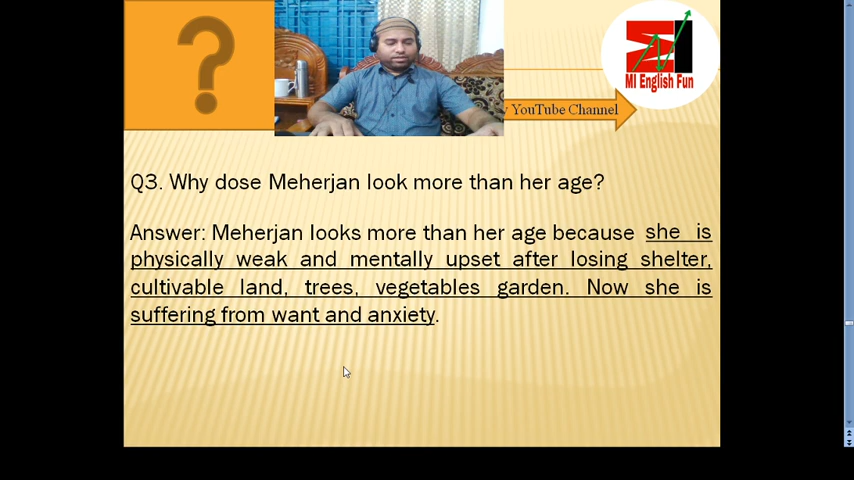 ?
MI English Fun
YouTube Channel
Q3. Why dose Meherjan look more than her age?
Answer: Meherjan looks more than her age because she is
physically weak and mentally upset after losing shelter,
cultivable land, trees, vegetables garden. Now she is
suffering from want and anxiety.